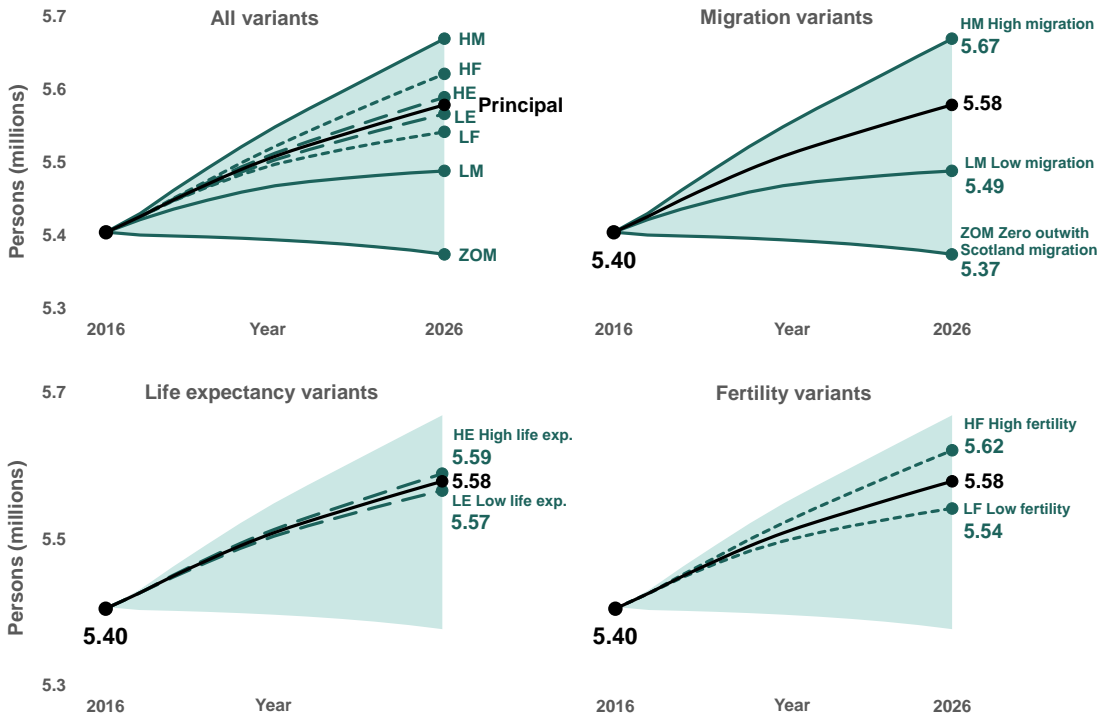 All variants
5.7
5.6
5.5
5.4
5.3
Persons (millions)
HM
HF
HE
Principal
LE
LF
LM
ZOM
2016
Year
2026
Migration variants
HM High migration
5.67
5.58
LM Low migration
5.49
ZOM Zero outwith
Scotland migration
5.37
5.40
2016
Year
2026
Life expectancy variants
5.7
5.5
5.3
Persons (millions)
HE High life exp.
5.59
5.58
LE Low life exp.
5.57
5.40
2016
Year
Fertility variants
HF High fertility
5.62
5.58
LF Low fertility
5.54
5.40
2016
Year
2026